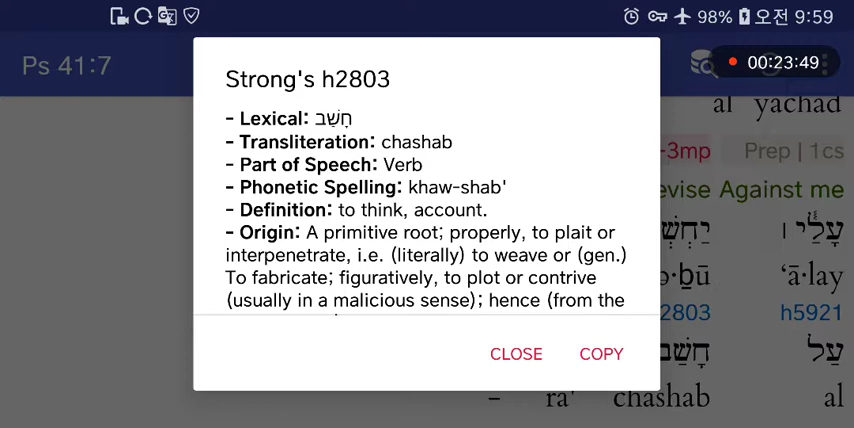 98% 오전 9:59
Ps 41:7
00:23:49
Strong's h2803
- Lexical: חָשַׁב
- Transliteration: chashab
- Part of Speech: Verb
- Phonetic Spelling: khaw-shab'
- Definition: to think, account.
- Origin: A primitive root; properly, to plait or
interpenetrate, i.e. (literally) to weave or (gen.)
To fabricate; figuratively, to plot or contrive
(usually in a malicious sense); hence (from the
CLOSE COPY
al yachad
-3mp Prep | 1cs
evise Against me
עָלַ֨י ׀
ə·ḇū ‘ā·lay
2803 h5921
חָשַׁב עַל
– ra' chashab al